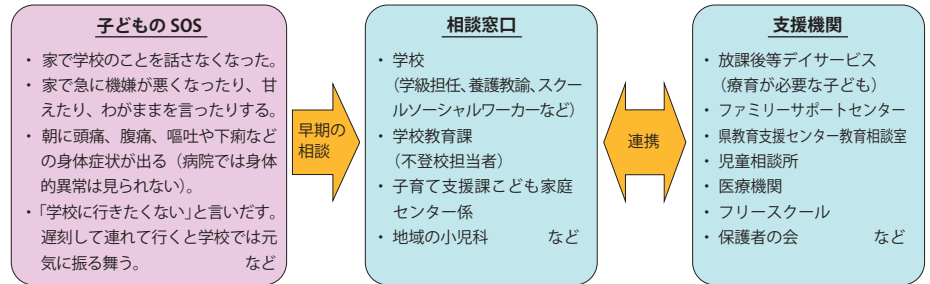 子どもの SOS
・ 家で学校のことを話さなくなった。
・ 家で急に機嫌が悪くなったり、甘
えたり、わがままを言ったりする。
・ 朝に頭痛、腹痛、嘔吐や下痢など
の身体症状が出る（病院では身体
的異常は見られない）。
・「学校に行きたくない」と言いだす。
遅刻して連れて行くと学校では元
気に振る舞う。 など
早期の
相談
相談窓口
・ 学校
（学級担任、養護教諭、スクー
ルソーシャルワーカーなど）
・ 学校教育課
（不登校担当者）
・ 子育て支援課こども家庭
センター係
・ 地域の小児科 など
連携
支援機関
・ 放課後等デイサービス
（療育が必要な子ども）
・ ファミリーサポートセンター
・ 県教育支援センター教育相談室
・ 児童相談所
・ 医療機関
・ フリースクール
・ 保護者の会 など